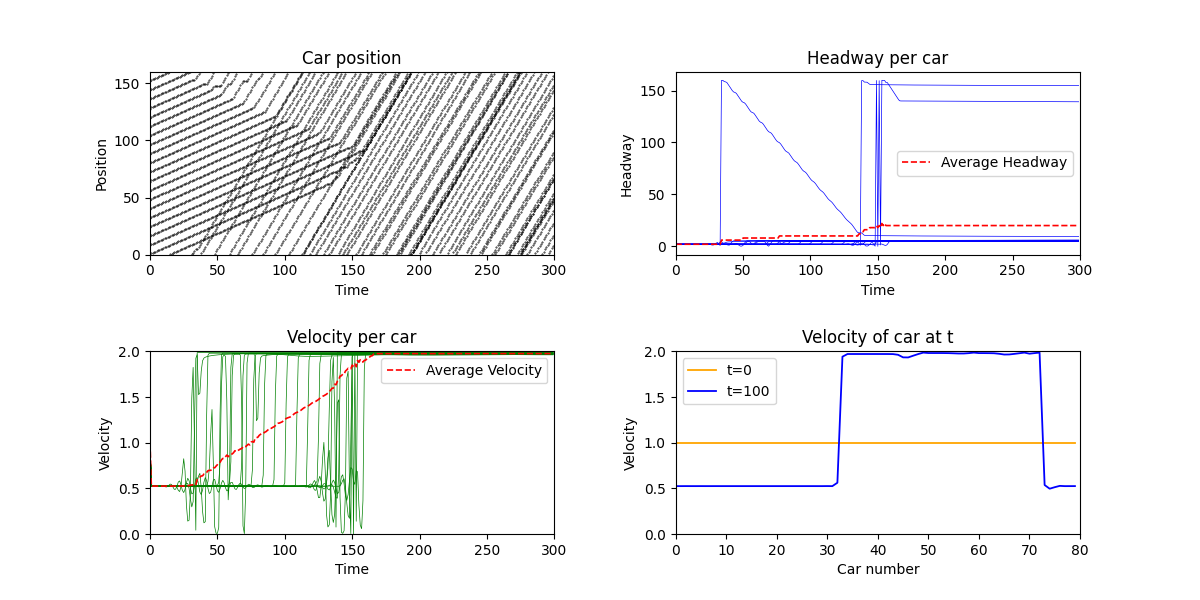 Car position
150
100
50
0
Position
0 50 100 150 200 250 300
Time
Headway per car
150
100
50
0
Headway
Average Headway
0 50 100 150 200 250 300
Time
Velocity per car
2.0
1.5
1.0
0.5
0.0
Velocity
Average Velocity
0 50 100 150 200 250 300
Time
Velocity of car at t
2.0
1.5
1.0
0.5
0.0
Velocity
t=0
t=100
0 10 20 30 40 50 60 70 80
Car number